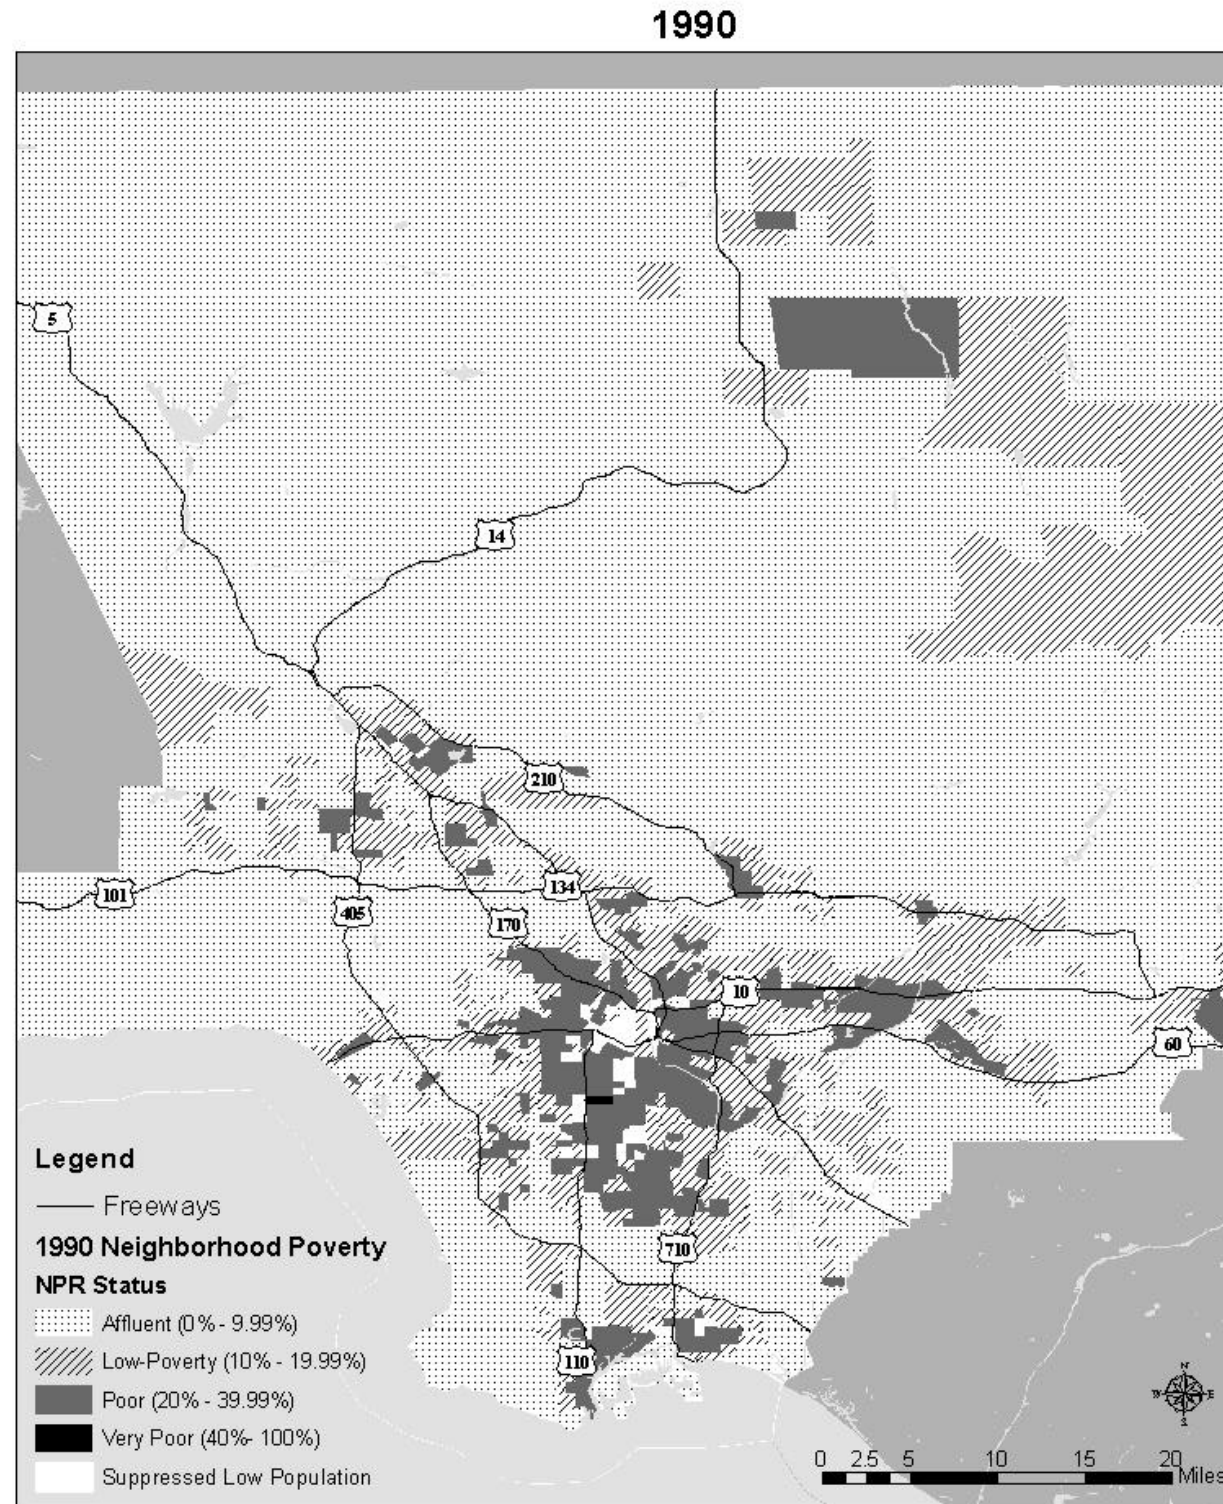 1990
5
14
210
101
134
405
170
10
60
Legend
Freeways
1990 Neighborhood Poverty
NPR Status
Affluent (0% - 9.99%)
Low-Poverty (10% - 19.99%)
Poor (20% - 39.99%)
Very Poor (40%- 100%)
Suppressed Low Population
710
110
N
W E
S
0 2.5 5 10 15 20
Miles